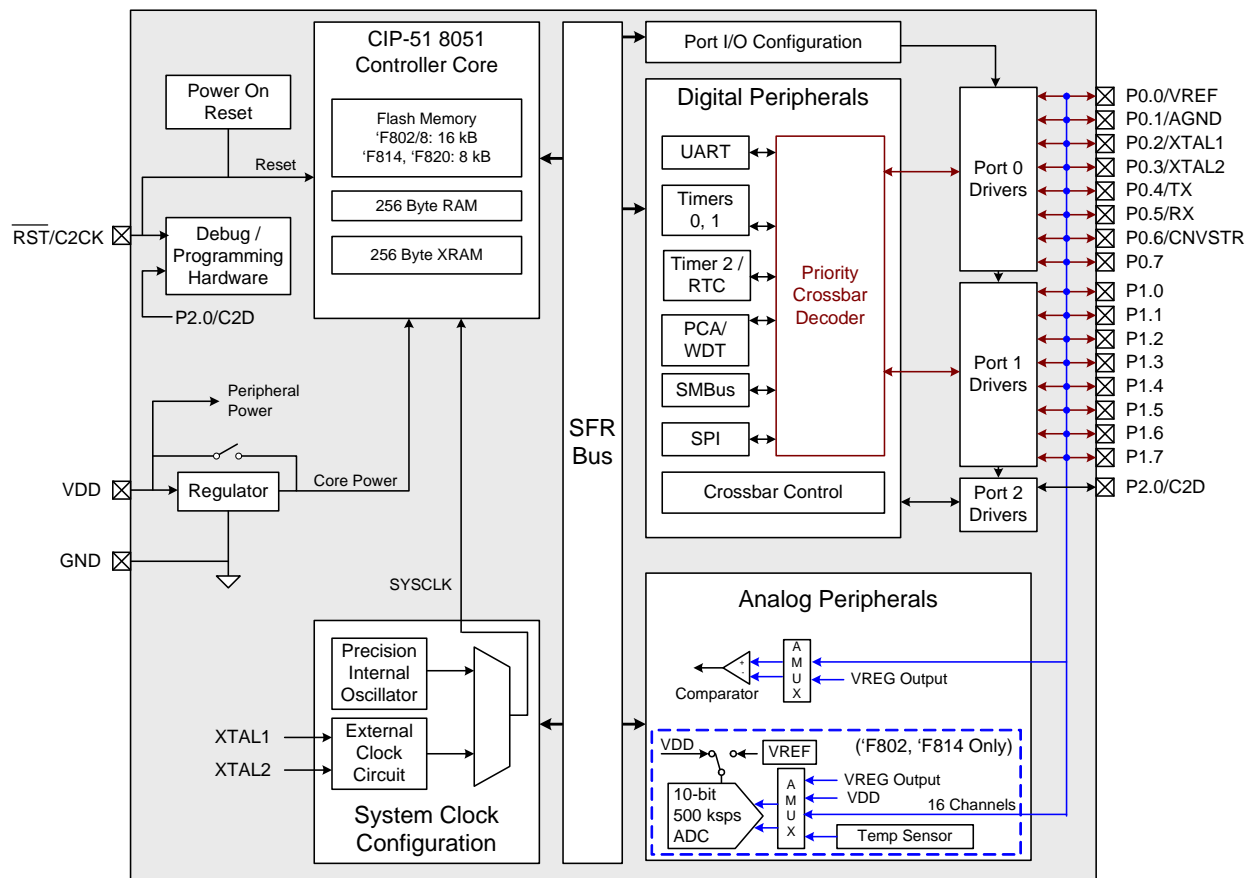 CIP-51 8051
Controller Core
Flash Memory
‘F802/8: 16 kB
‘F814, ‘F820: 8 kB
256 Byte RAM
256 Byte XRAM
Power On
Reset
Reset
RST/C2CK
Debug /
Programming
Hardware
P2.0/C2D
Peripheral
Power
VDD
Regulator
Core Power
GND
SYSCLK
Precision
Internal
Oscillator
XTAL1
XTAL2
External
Clock
Circuit
System Clock
Configuration
SFR
Bus
Port I/O Configuration
Digital Peripherals
UART
Timers
0, 1
Timer 2 /
RTC
PCA/
WDT
SMBus
SPI
Priority
Crossbar
Decoder
Crossbar Control
Port 0
Drivers
Port 1
Drivers
Port 2
Drivers
P0.0/VREF
P0.1/AGND
P0.2/XTAL1
P0.3/XTAL2
P0.4/TX
P0.5/RX
P0.6/CNVSTR
P0.7
P1.0
P1.1
P1.2
P1.3
P1.4
P1.5
P1.6
P1.7
P2.0/C2D
Analog Peripherals
+
-
Comparator
A
M
U
X
VREG Output
(‘F802, ‘F814 Only)
VDD
VREF
10-bit
500 ksps
ADC
A
M
U
X
VREG Output
VDD
16 Channels
Temp Sensor